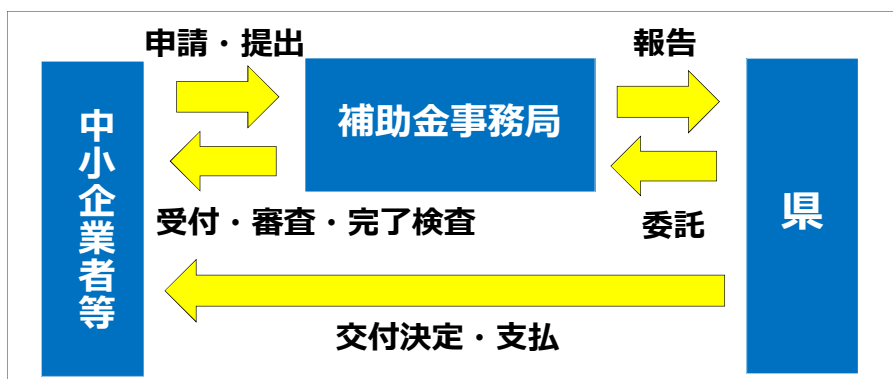 申請・提出
報告
中小企業者等
補助金事務局
県
受付・審査・完了検査
委託
交付決定・支払